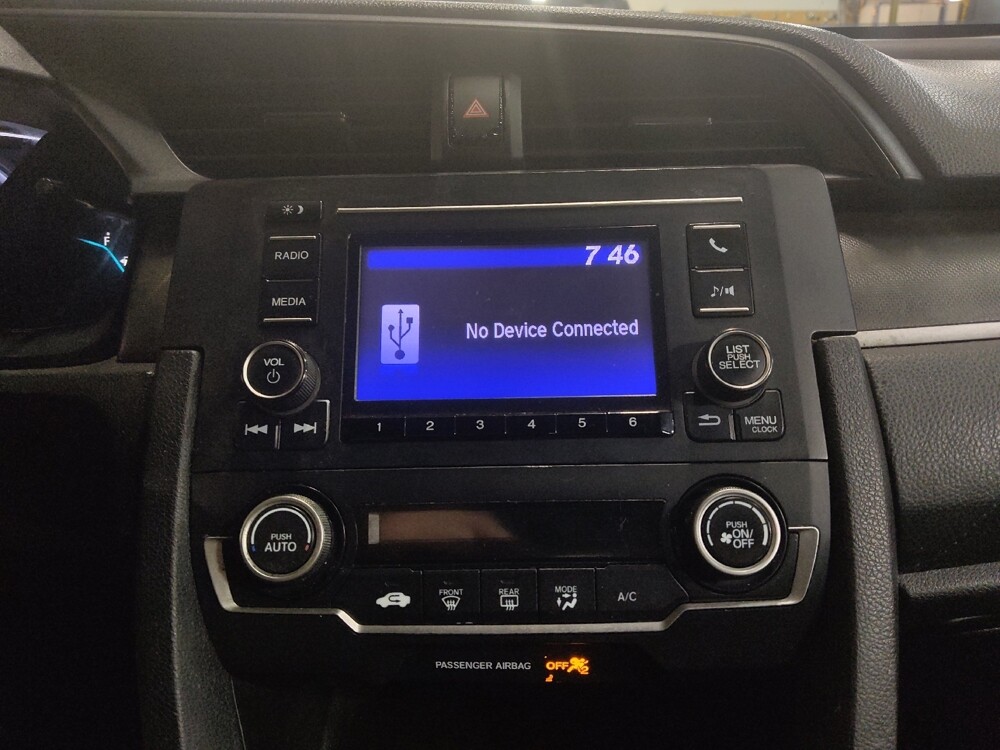 F
RADIO
MEDIA
VOL
7 46
No Device Connected
LIST
PUSH
SELECT
1 2 3 4 5 6
MENU
CLOCK
PUSH
AUTO
PUSH
ON/
OFF
FRONT
REAR
MODE
A/C
PASSENGER AIRBAG OFF
2